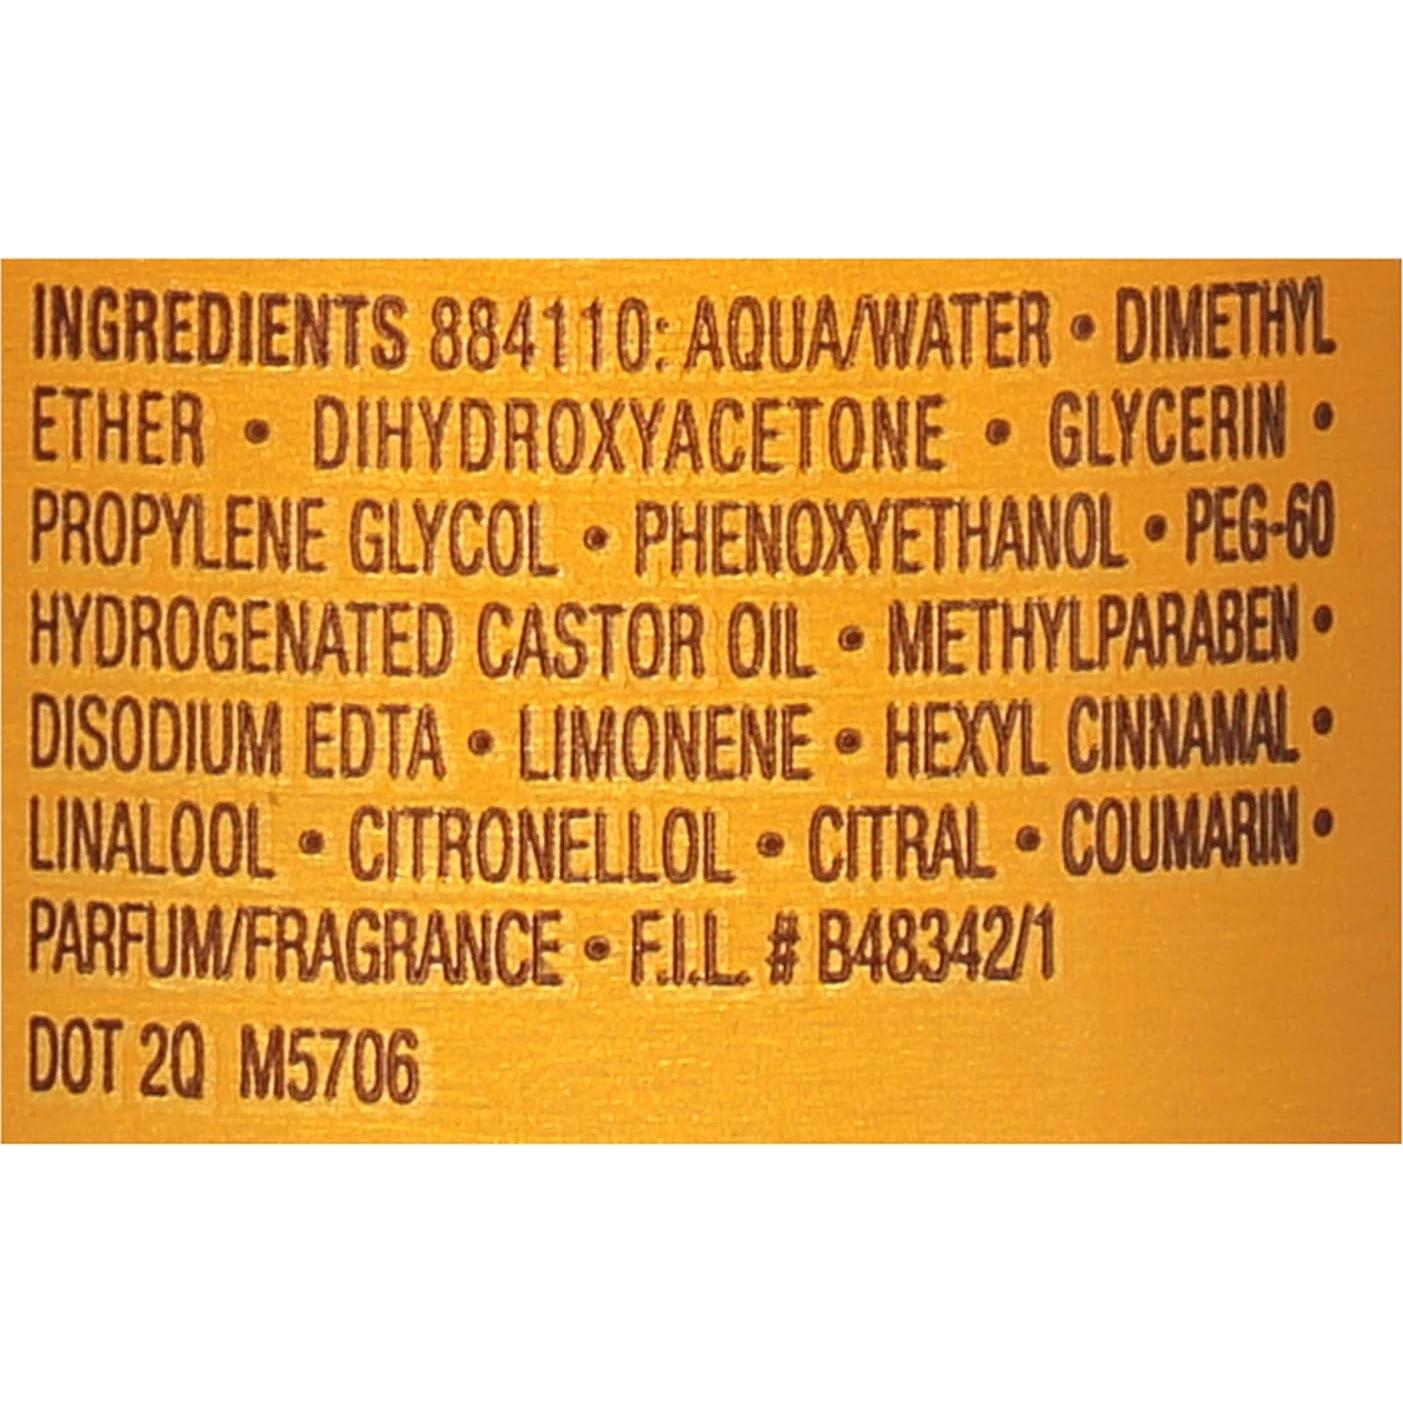 INGREDIENTS 884110: AQUA/WATER • DIMETHYL
ETHER • DIHYDROXYACETONE • GLYCERIN •
PROPYLENE GLYCOL • PHENOXYETHANOL • PEG-60
HYDROGENATED CASTOR OIL • METHYLPARABEN •
DISODIUM EDTA • LIMONENE • HEXYL CINNAMAL •
LINALOOL • CITRONELLOL • CITRAL • COUMARIN •
PARFUM/FRAGRANCE • F.I.L. # B48342/1
DOT 2Q M5706